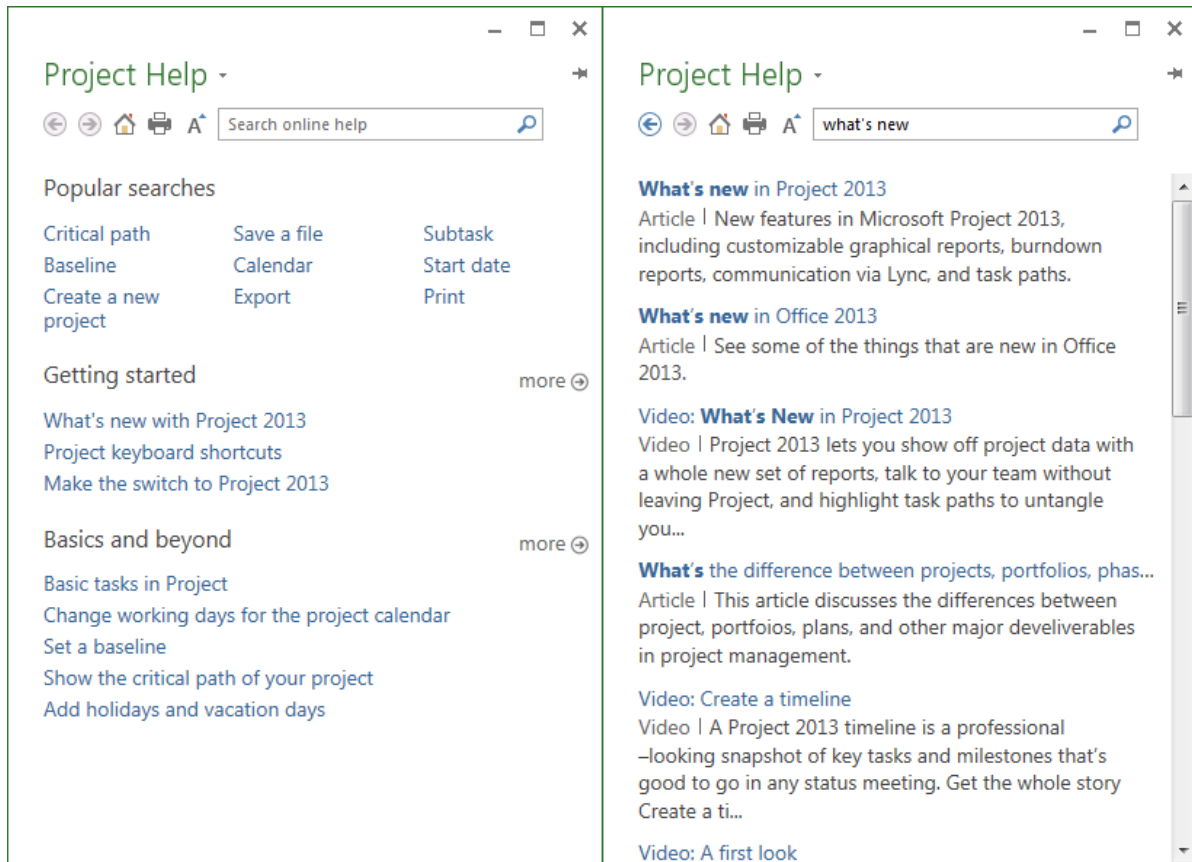 Project Help
Search online help
Popular searches
Critical path
Save a file
Subtask
Baseline
Calendar
Start date
Create a new
project
Export
Print
Getting started
more
What's new with Project 2013
Project keyboard shortcuts
Make the switch to Project 2013
Basics and beyond
more
Basic tasks in Project
Change working days for the project calendar
Set a baseline
Show the critical path of your project
Add holidays and vacation days
Project Help
what's new
What's new in Project 2013
Article | New features in Microsoft Project 2013,
including customizable graphical reports, burndown
reports, communication via Lync, and task paths.
What's new in Office 2013
Article | See some of the things that are new in Office
2013.
Video: What's New in Project 2013
Video | Project 2013 lets you show off project data with
a whole new set of reports, talk to your team without
leaving Project, and highlight task paths to untangle
you...
What's the difference between projects, portfolios, phas...
Article | This article discusses the differences between
project, portfoios, plans, and other major develiverables
in project management.
Video: Create a timeline
Video | A Project 2013 timeline is a professional
–looking snapshot of key tasks and milestones that's
good to go in any status meeting. Get the whole story
Create a ti...
Video: A first look